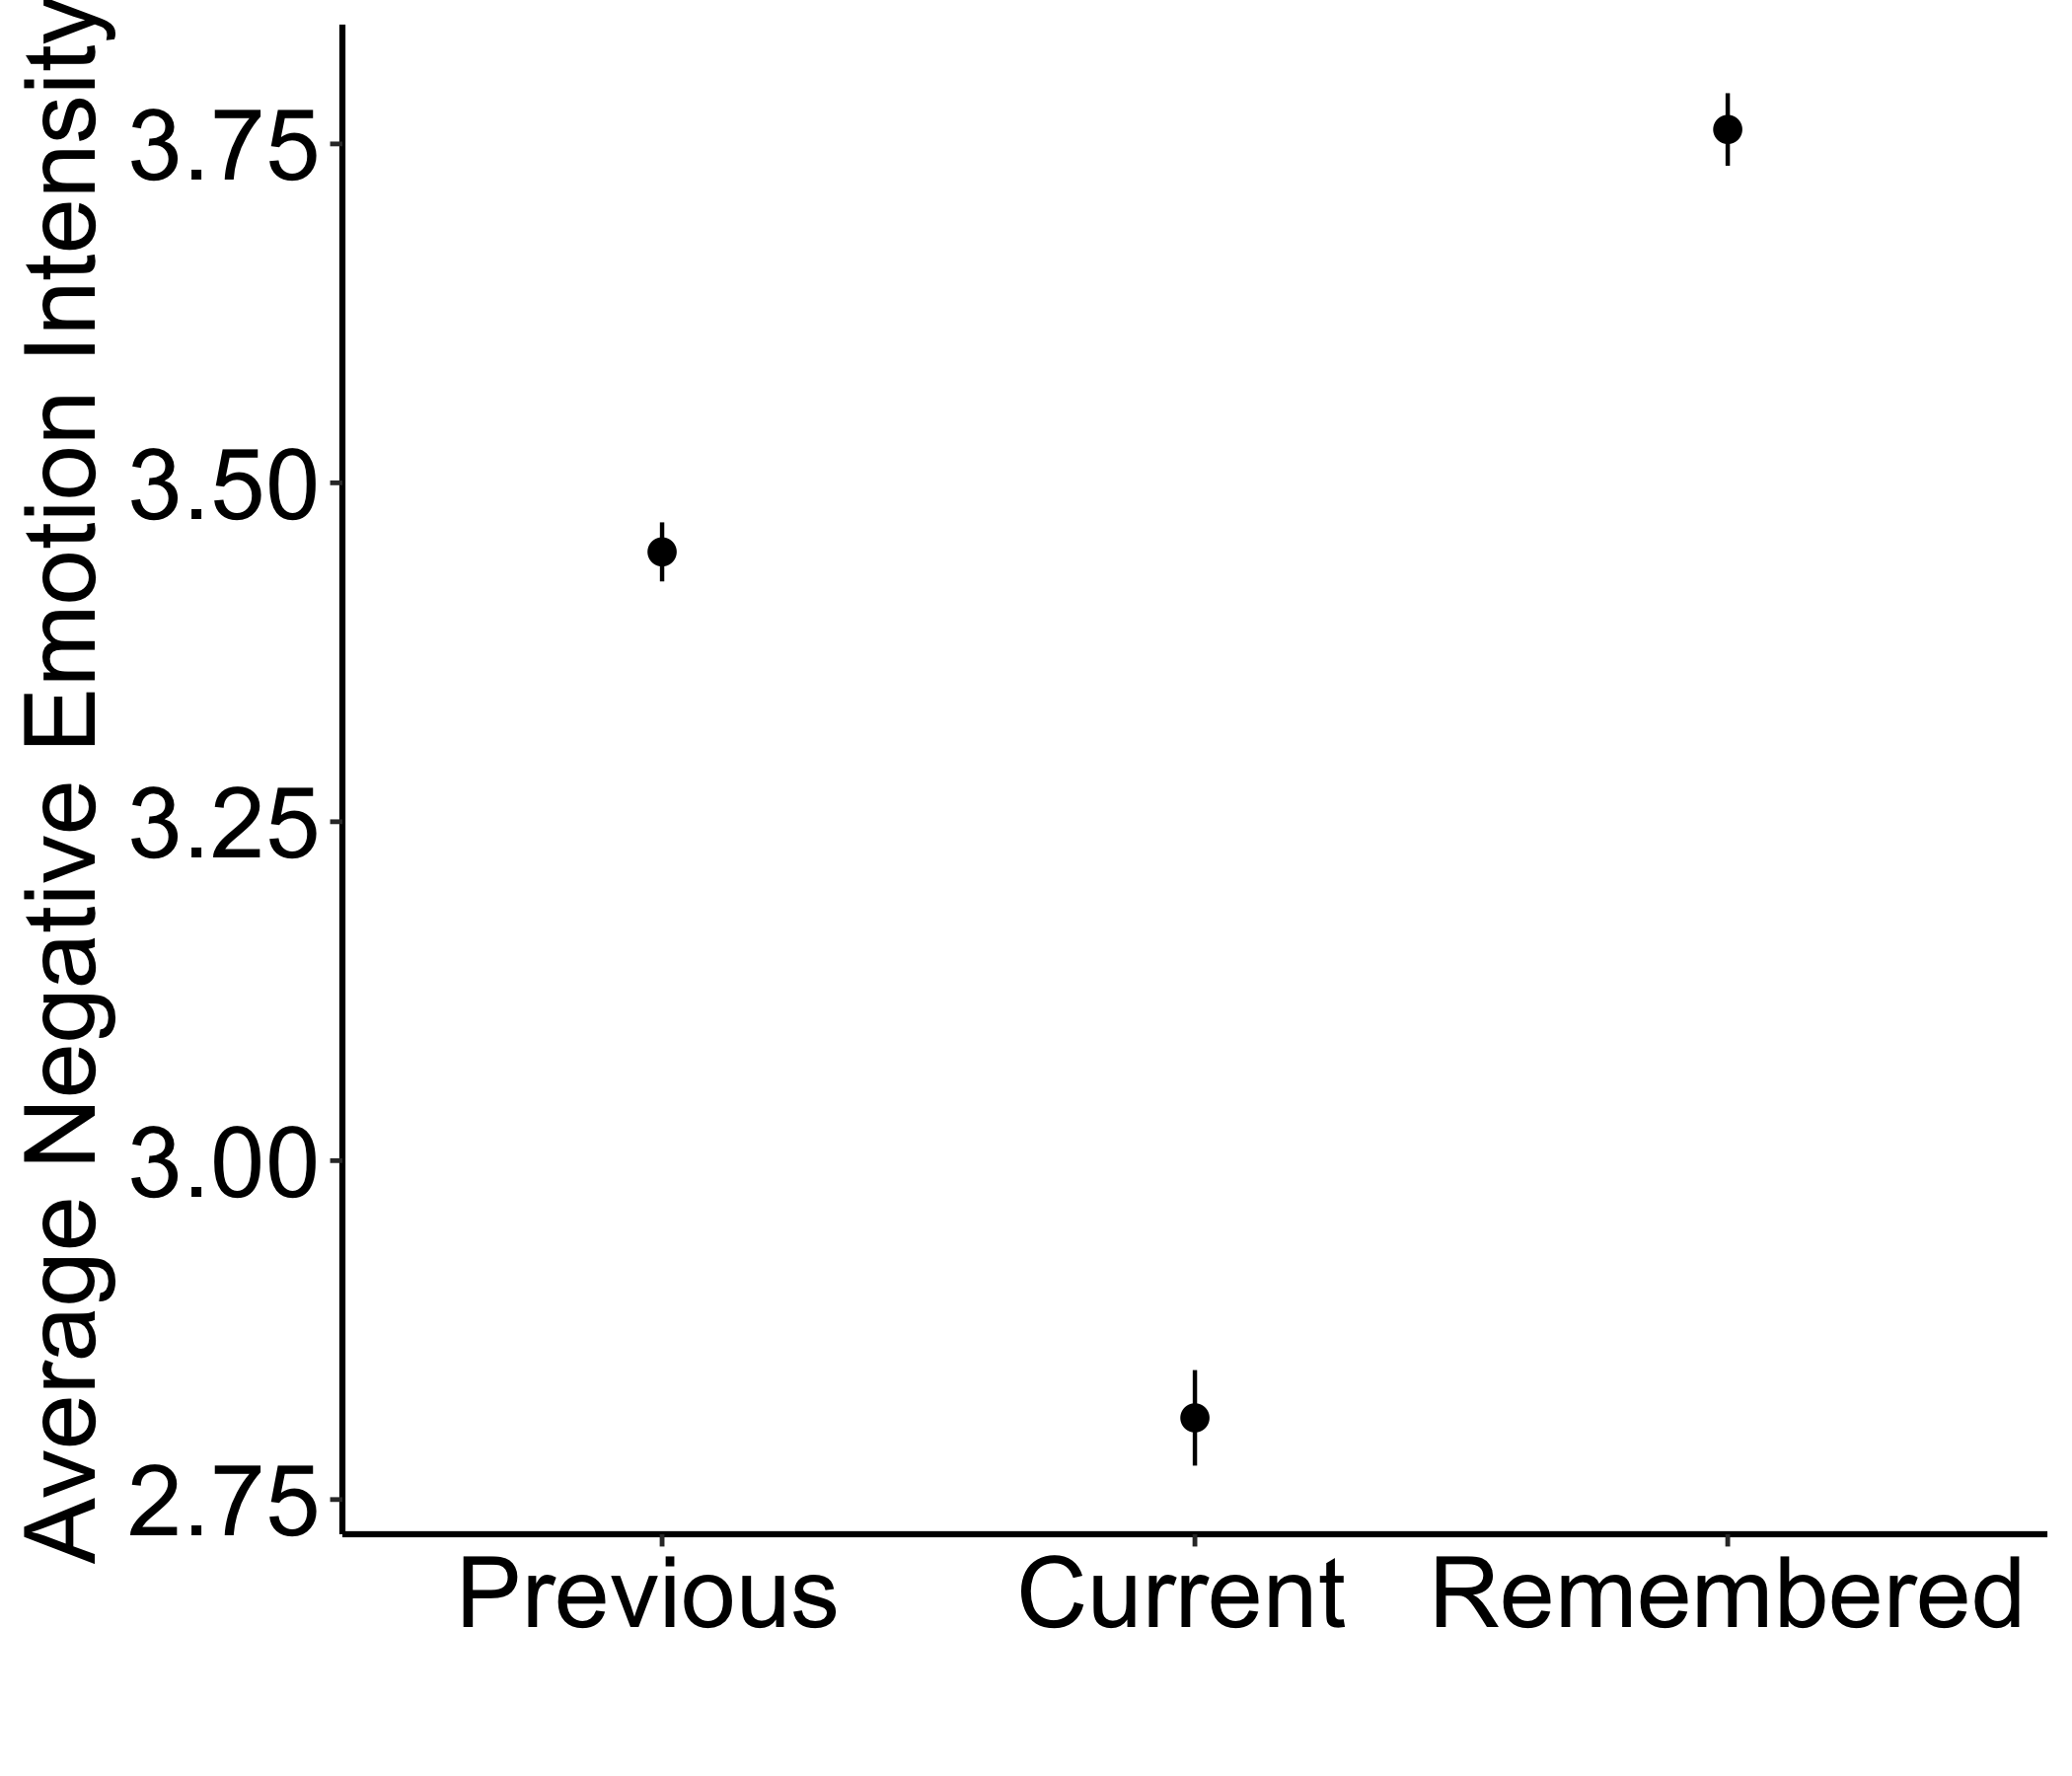 Average Negative Emotion Intensity
3.75
3.50
3.25
3.00
2.75
Previous
Current
Remembered